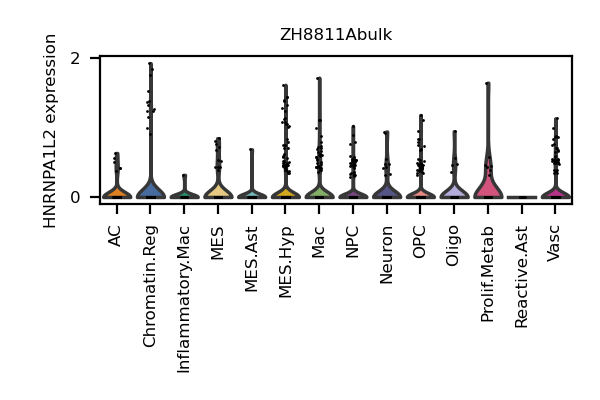 ZH8811Abulk
HNRNPA1L2 expression
2
0
AC
Chromatin.Reg
Inflammatory.Mac
MES
MES.Ast
MES.Hyp
Mac
NPC
Neuron
OPC
Oligo
Prolif.Metab
Reactive.Ast
Vasc